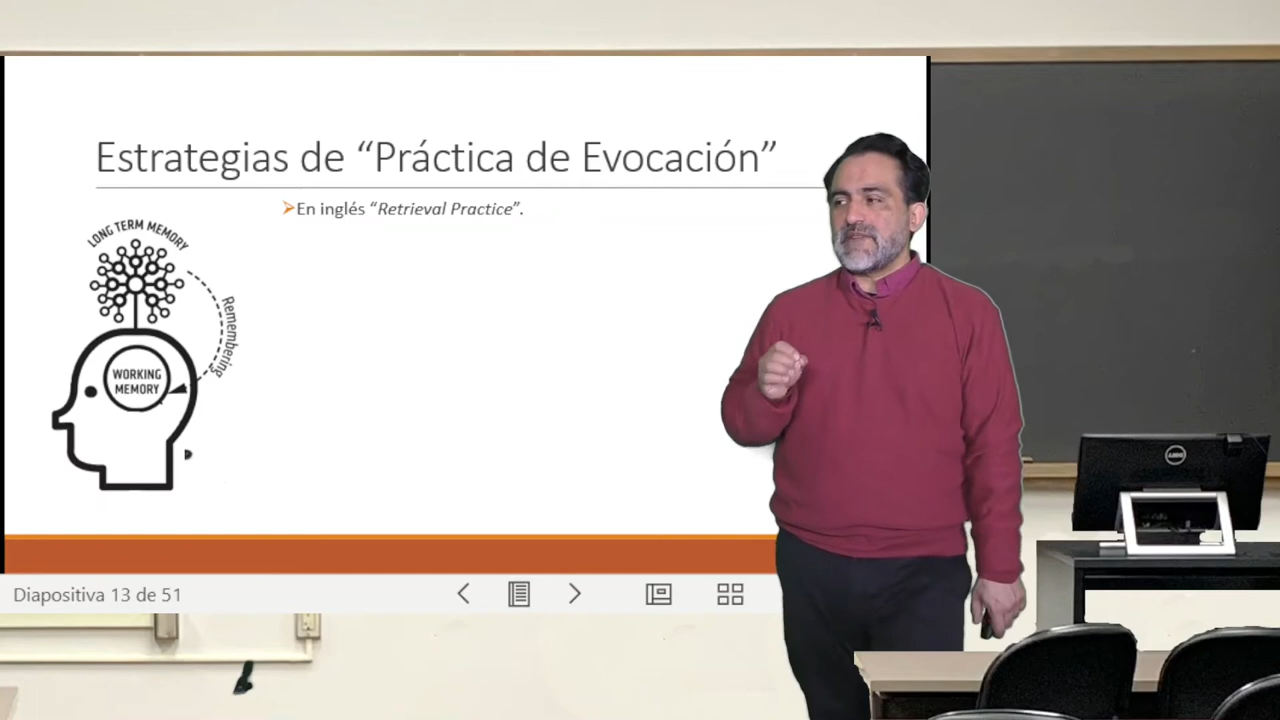 Estrategias de “Práctica de Evocación”
En inglés “Retrieval Practice”.
LONG TERM MEMORY
Remembering
WORKING
MEMORY
Diapositiva 13 de 51
DELL